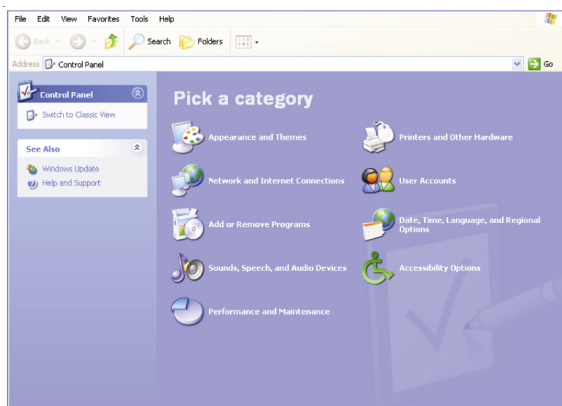 File Edit View Favorites Tools Help
Back Search Folders
Address Control Panel Go
Control Panel
Switch to Classic View
See Also
Windows Update
Help and Support
Pick a category
Appearance and Themes
Printers and Other Hardware
Network and Internet Connections
User Accounts
Add or Remove Programs
Date, Time, Language, and Regional
Options
Sounds, Speech, and Audio Devices
Accessibility Options
Performance and Maintenance